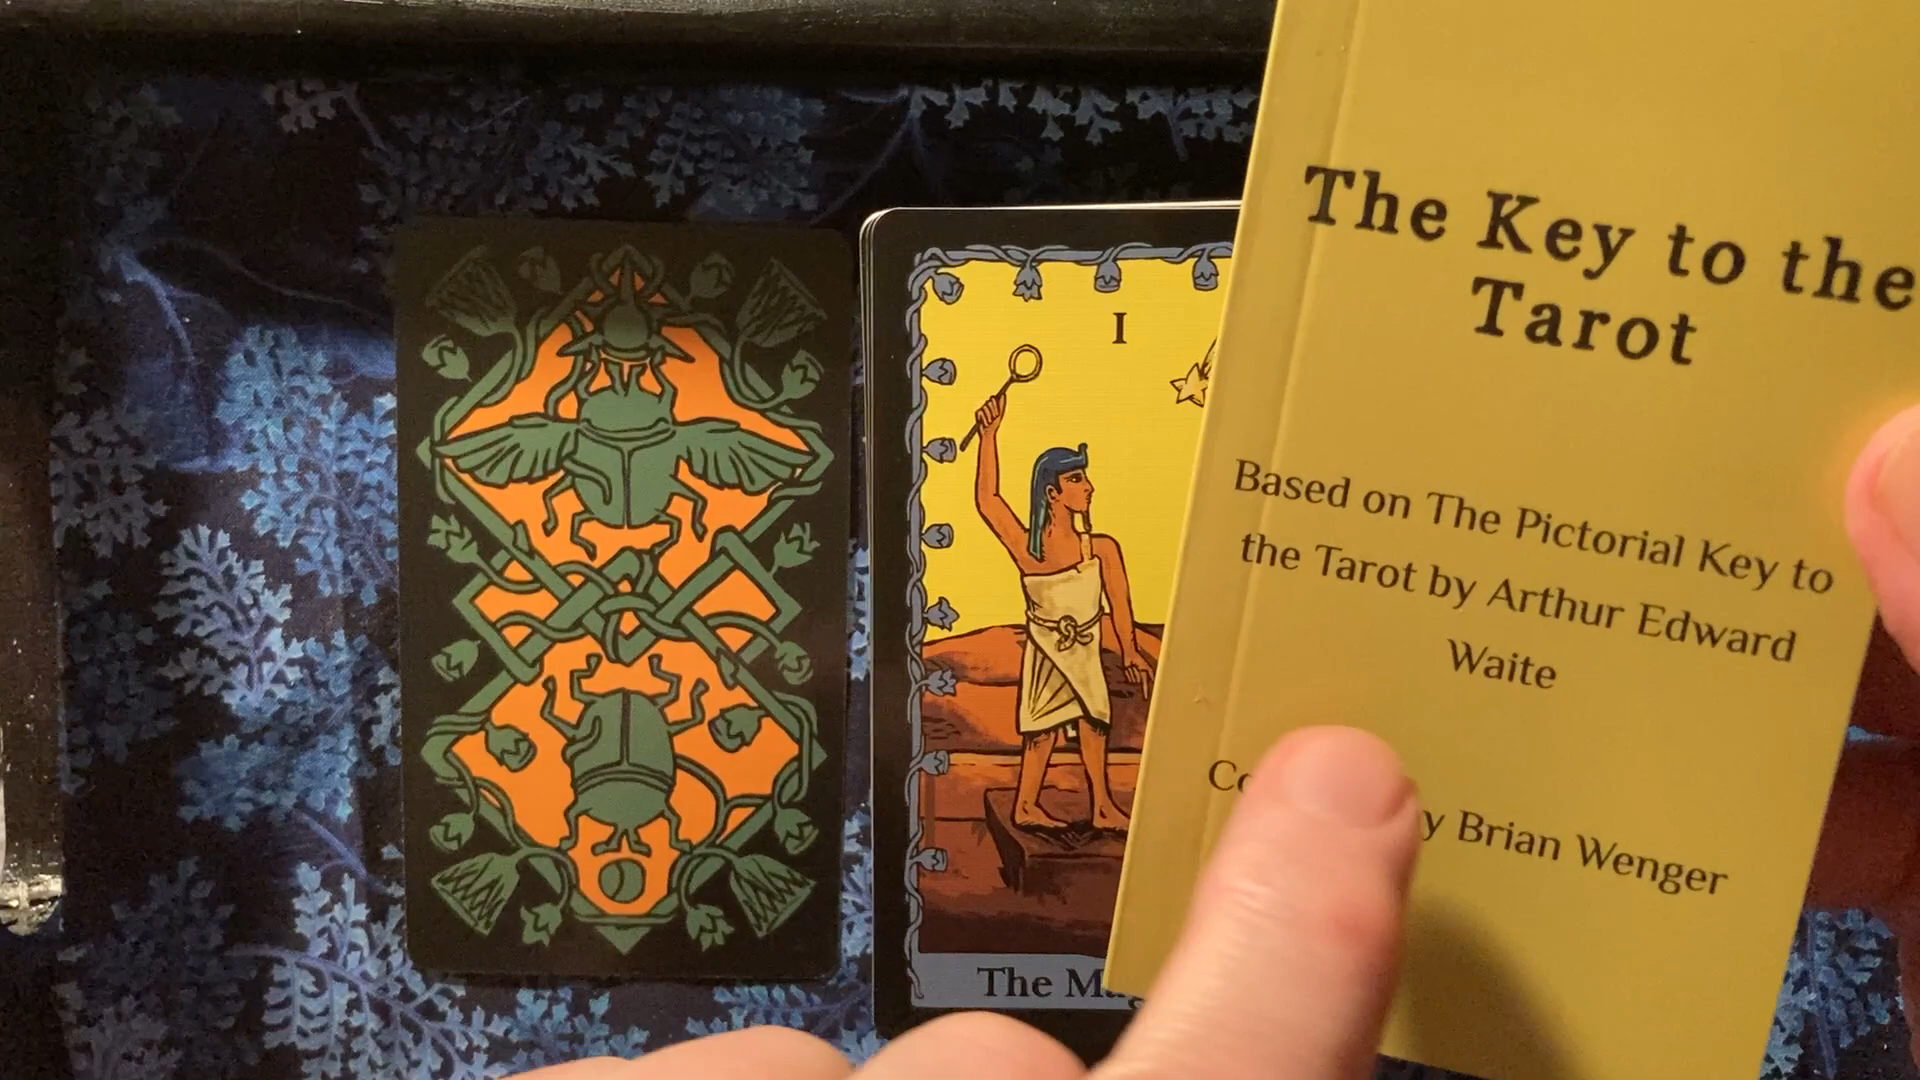 The Key to the
Tarot
Based on The Pictorial Key to
the Tarot by Arthur Edward
Waite
Brian Wenger
I
The